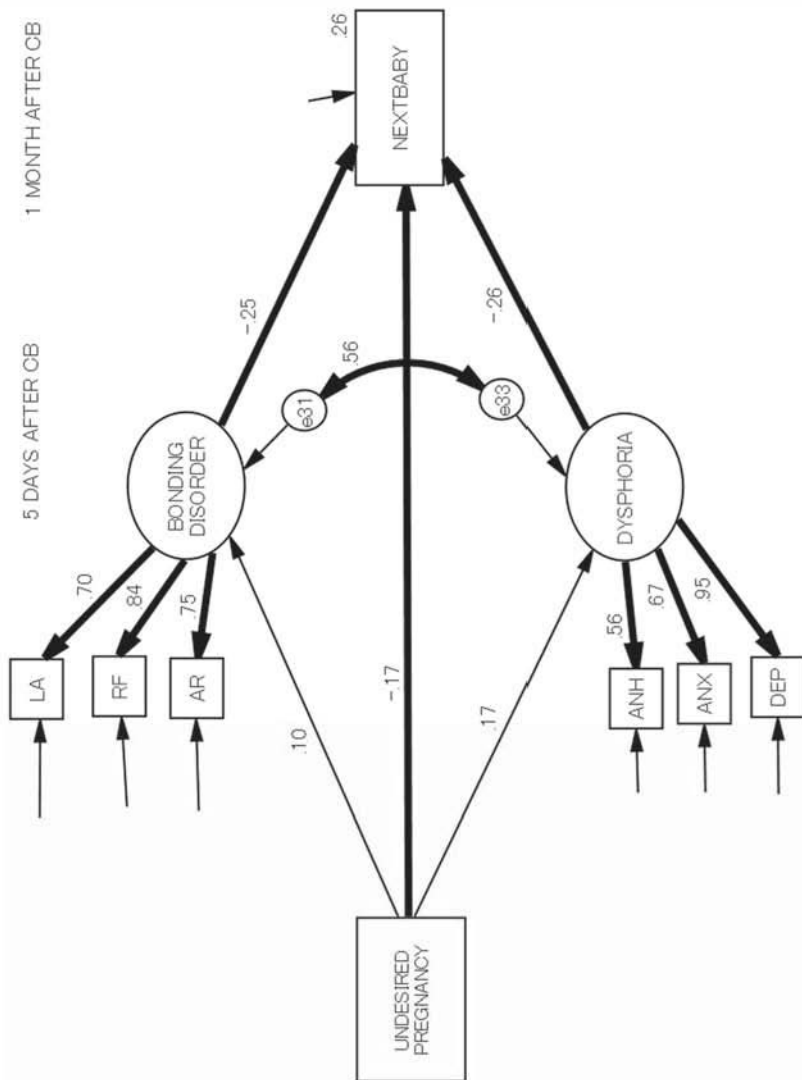 5 DAYS AFTER CB
1 MONTH AFTER CB
LA
RF
AR
.70
.84
.75
BONDING
DISORDER
-.25
.26
NEXTBABY
e31
.56
e33
UNDESIRED
PREGNANCY
.10
-.17
.17
-.26
DYSPHORIA
.56
.67
.95
ANH
ANX
DEP